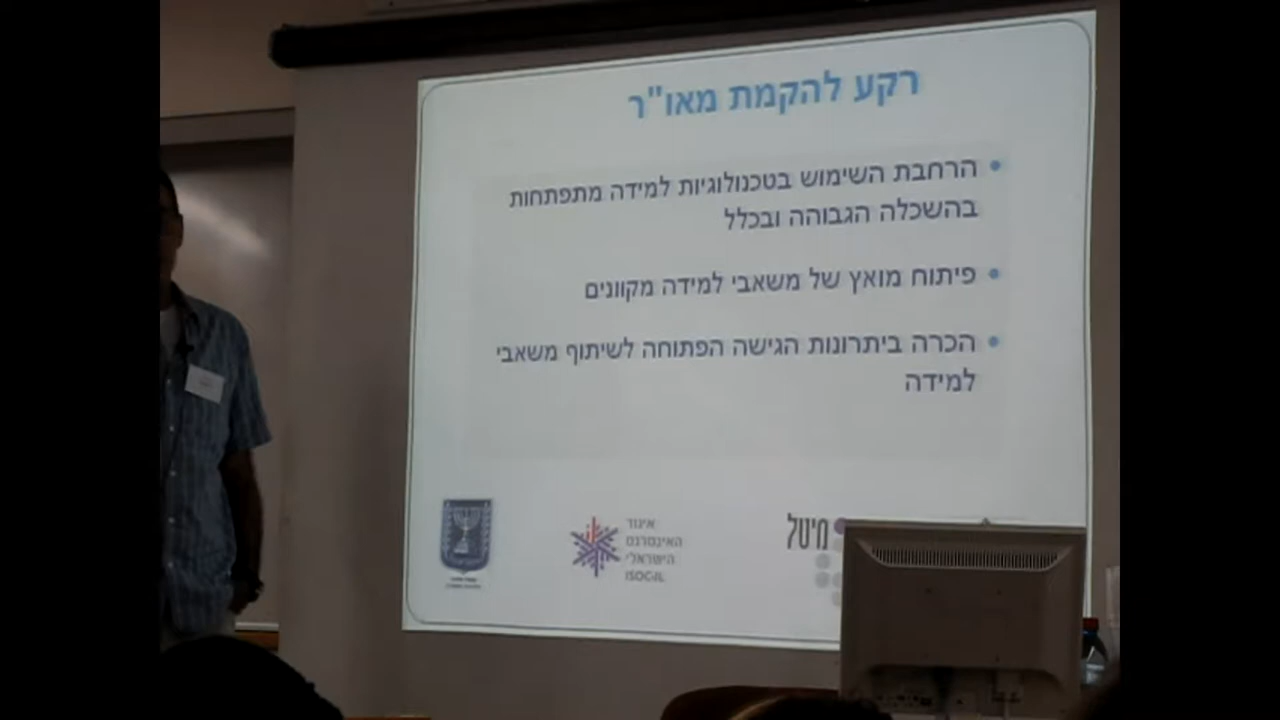 רקע להקמת מאו"ר
• הרחבת השימוש בטכנולוגיות למידה מתפתחות
בהשכלה הגבוהה ובכלל
• פיתוח מואץ של משאבי למידה מקוונים
• הכרה ביתרונות הגישה הפתוחה לשיתוף משאבי
למידה
מיטל
איגוד
האינטרנט
הישראלי
ISOC-IL